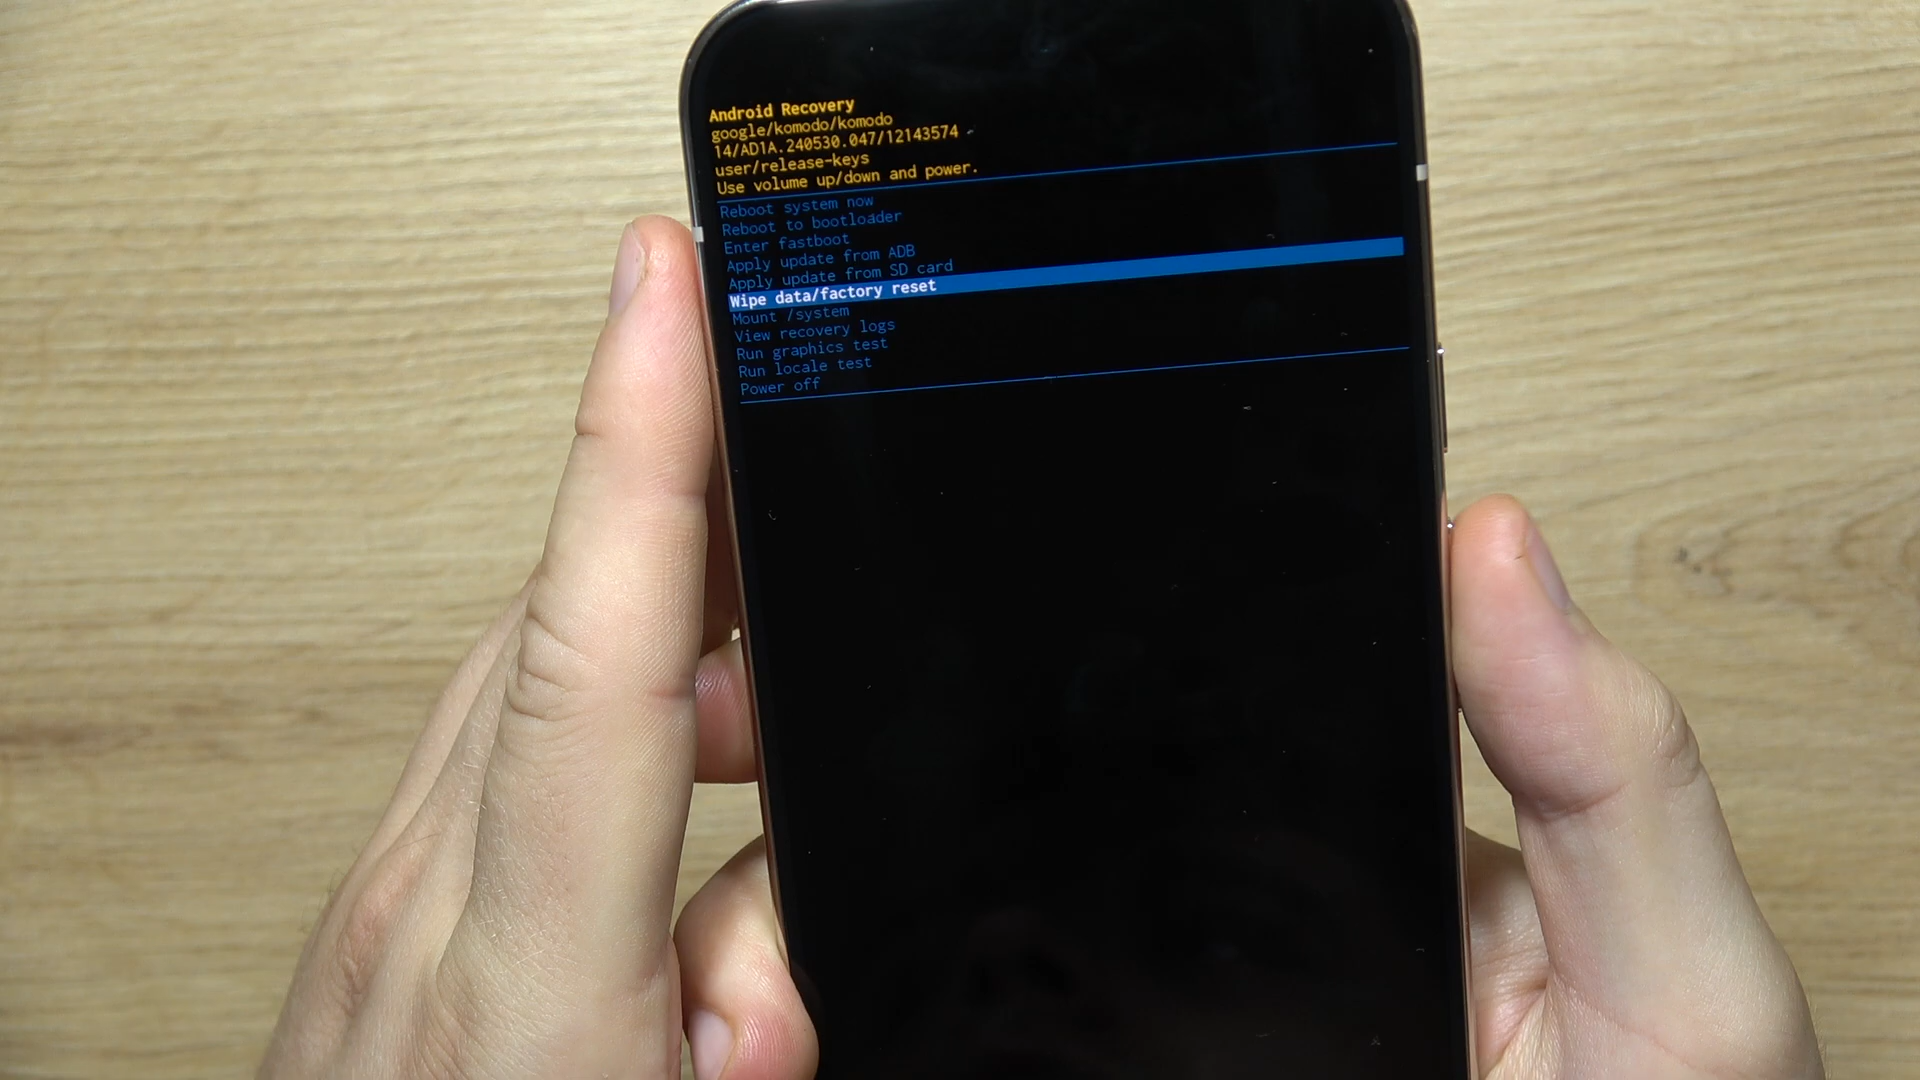 Android Recovery
google/komodo/komodo
14/AD1A.240530.047/12143574
user/release-keys
Use volume up/down and power.
Reboot system now
Reboot to bootloader
Enter fastboot
Apply update from ADB
Apply update from SD card
Wipe data/factory reset
Mount /system
View recovery logs
Run graphics test
Run locale test
Power off